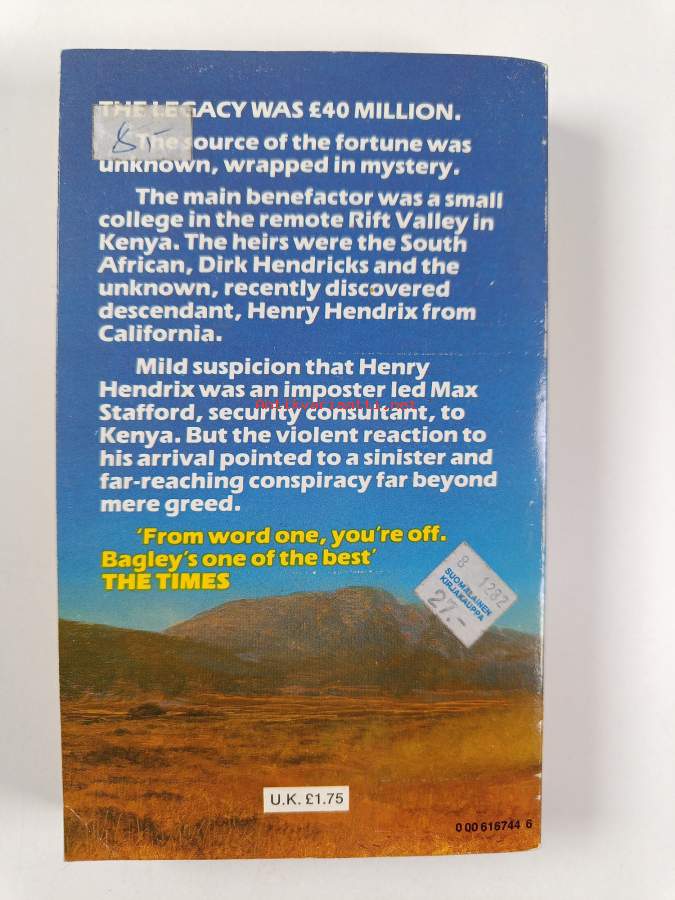 THE LEGACY WAS £40 MILLION.
8,-
The source of the fortune was
unknown, wrapped in mystery.
The main benefactor was a small
college in the remote Rift Valley in
Kenya. The heirs were the South
African, Dirk Hendricks and the
unknown, recently discovered
descendant, Henry Hendrix from
California.
Mild suspicion that Henry
Hendrix was an imposter led Max
Stafford, security consultant, to
Kenya. But the violent reaction to
his arrival pointed to a sinister and
far-reaching conspiracy far beyond
mere greed.
'From word one, you're off.
Bagley's one of the best'
THE TIMES
8 1282
SUOMALAINEN
KIRJAKAUPPA
27.-
U.K. £1.75
0 00 616744 6
Antikvariaatti.net